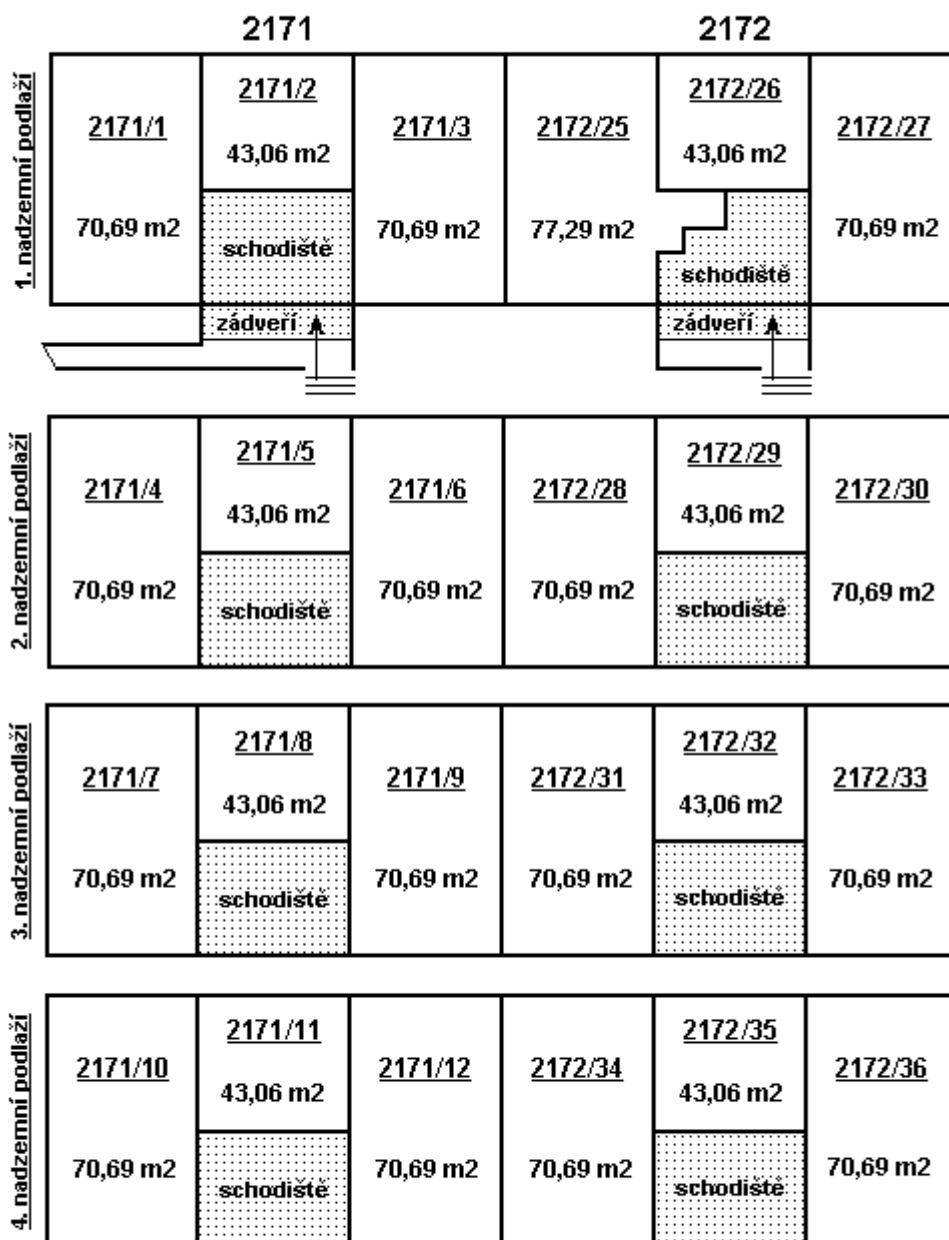 2171
2172
1. nadzemní podlaží
2171/1
70,69 m2
2171/2
43,06 m2
schodiště
zádveří
2171/3
70,69 m2
2172/25
77,29 m2
2172/26
43,06 m2
schodiště
zádveří
2172/27
70,69 m2
2. nadzemní podlaží
2171/4
70,69 m2
2171/5
43,06 m2
schodiště
2171/6
70,69 m2
2172/28
70,69 m2
2172/29
43,06 m2
schodiště
2172/30
70,69 m2
3. nadzemní podlaží
2171/7
70,69 m2
2171/8
43,06 m2
schodiště
2171/9
70,69 m2
2172/31
70,69 m2
2172/32
43,06 m2
schodiště
2172/33
70,69 m2
4. nadzemní podlaží
2171/10
70,69 m2
2171/11
43,06 m2
schodiště
2171/12
70,69 m2
2172/34
70,69 m2
2172/35
43,06 m2
schodiště
2172/36
70,69 m2